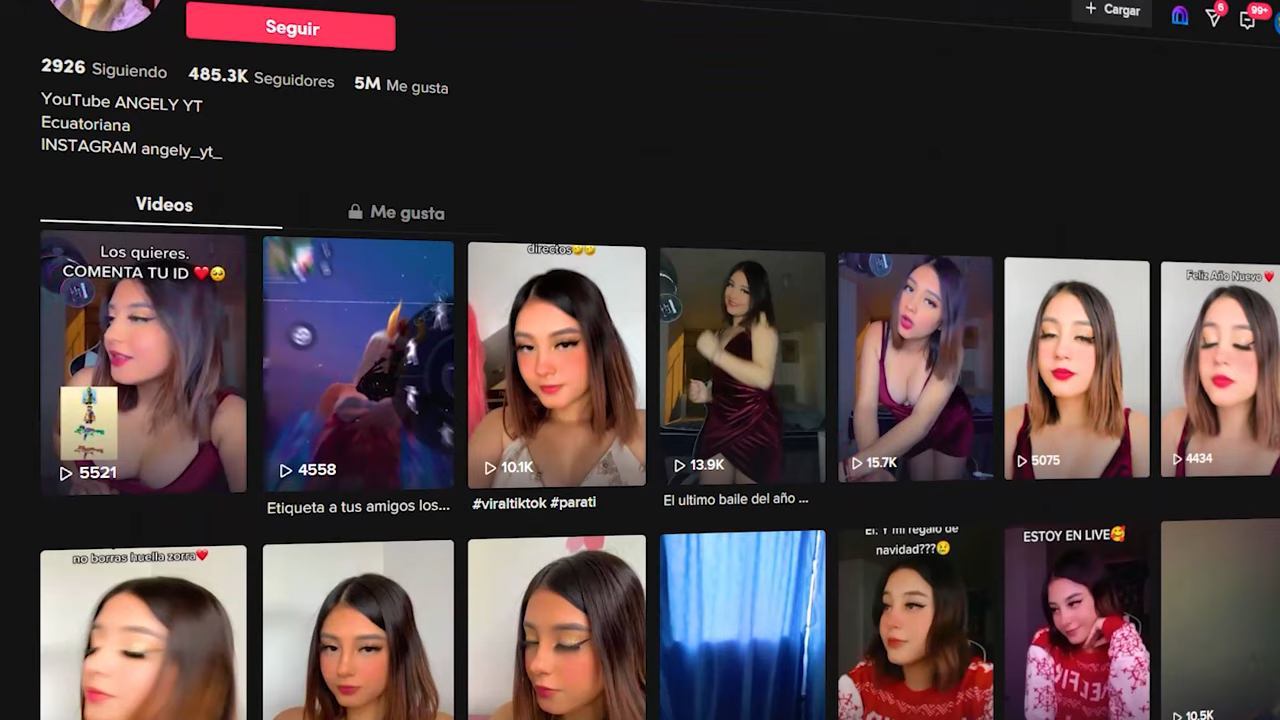 + Cargar
6
99+
Seguir
2926 Siguiendo 485.3K Seguidores 5M Me gusta
YouTube ANGELY YT
Ecuatoriana
INSTAGRAM angely_yt_
Videos
Me gusta
Los quieres.
COMENTA TU ID ❤️🥺
5521
4558
Etiqueta a tus amigos los...
directos🤣🤣
10.1K
#viraltiktok #parati
13.9K
El ultimo baile del año ...
15.7K
5075
Feliz Año Nuevo ❤️
4434
no borras huella zorra❤️
El: Y mi regalo de
navidad???😢
ESTOY EN LIVE🥰
10.5K